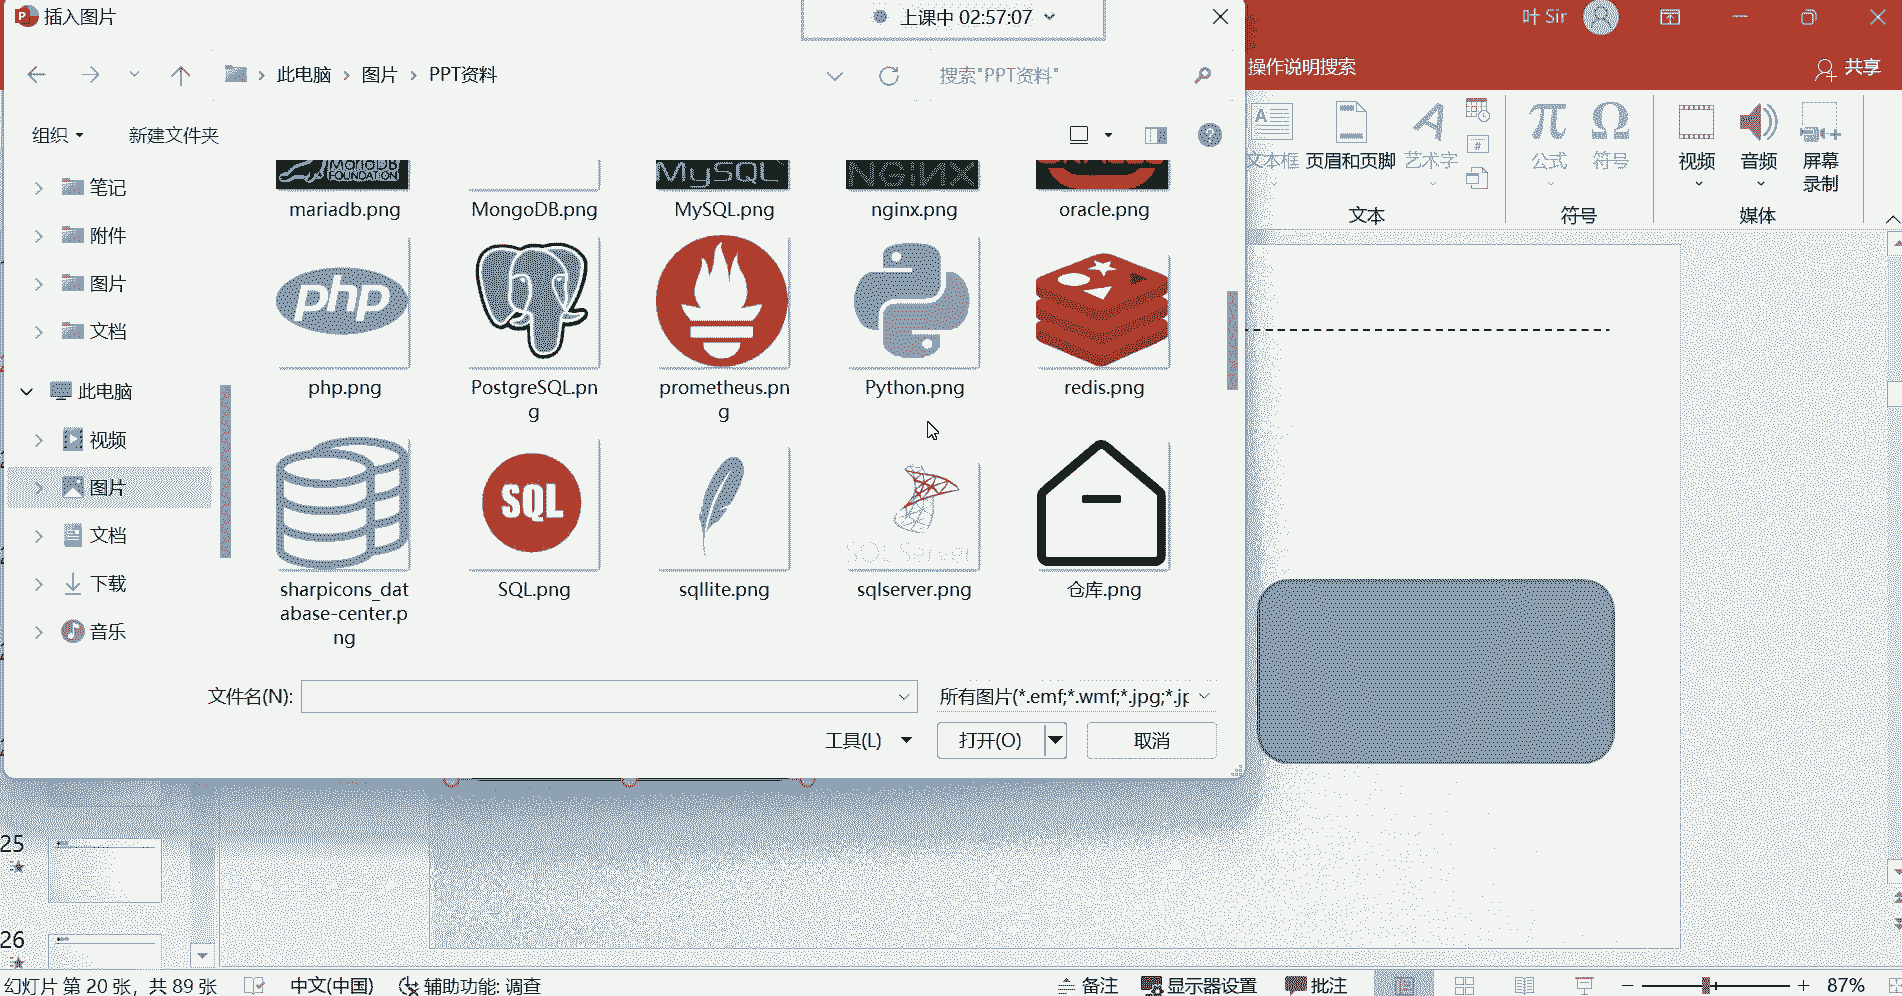 插入图片
上课中 02:57:07
叶 Sir
此电脑 › 图片 › PPT资料
搜索"PPT资料"
操作说明搜索
共享
组织
新建文件夹
文本框
页眉和页脚
艺术字
公式
符号
视频
音频
屏幕
录制
文本
符号
媒体
笔记
附件
图片
文档
此电脑
视频
图片
文档
下载
音乐
MariaDB
FOUNDATION
MySQL
NGINX
mariadb.png
MongoDB.png
MySQL.png
nginx.png
oracle.png
php
php.png
PostgreSQL.pn
g
prometheus.pn
g
Python.png
redis.png
SQL
SQL Server
sharpicons_dat
abase-center.p
ng
SQL.png
sqllite.png
sqlserver.png
仓库.png
文件名(N):
所有图片(*.emf;*.wmf;*.jpg;*.jp
工具(L)
打开(O)
取消
25
26
幻灯片 第 20 张，共 89 张
中文(中国)
辅助功能: 调查
备注
显示器设置
批注
87%